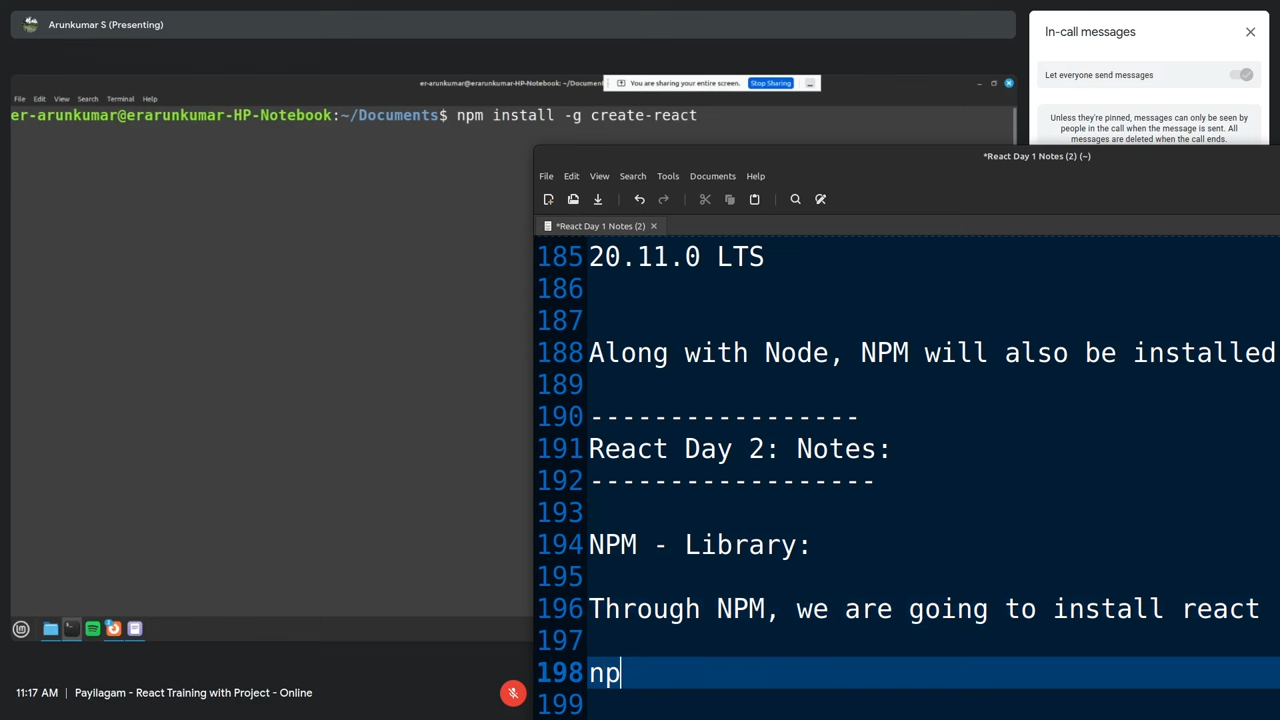 Arunkumar S (Presenting)
In-call messages
Let everyone send messages
Unless they're pinned, messages can only be seen by
people in the call when the message is sent. All
messages are deleted when the call ends.
er-arunkumar@erarunkumar-HP-Notebook: ~/Documen
You are sharing your entire screen. Stop Sharing
File Edit View Search Terminal Help
er-arunkumar@erarunkumar-HP-Notebook:~/Documents$ npm install -g create-react
*React Day 1 Notes (2) (~)
File Edit View Search Tools Documents Help
*React Day 1 Notes (2)
185 20.11.0 LTS
186
187
188 Along with Node, NPM will also be installed
189
190 -----------------
191 React Day 2: Notes:
192 ------------------
193
194 NPM - Library:
195
196 Through NPM, we are going to install react
197
198 np
199
11:17 AM | Payilagam - React Training with Project - Online